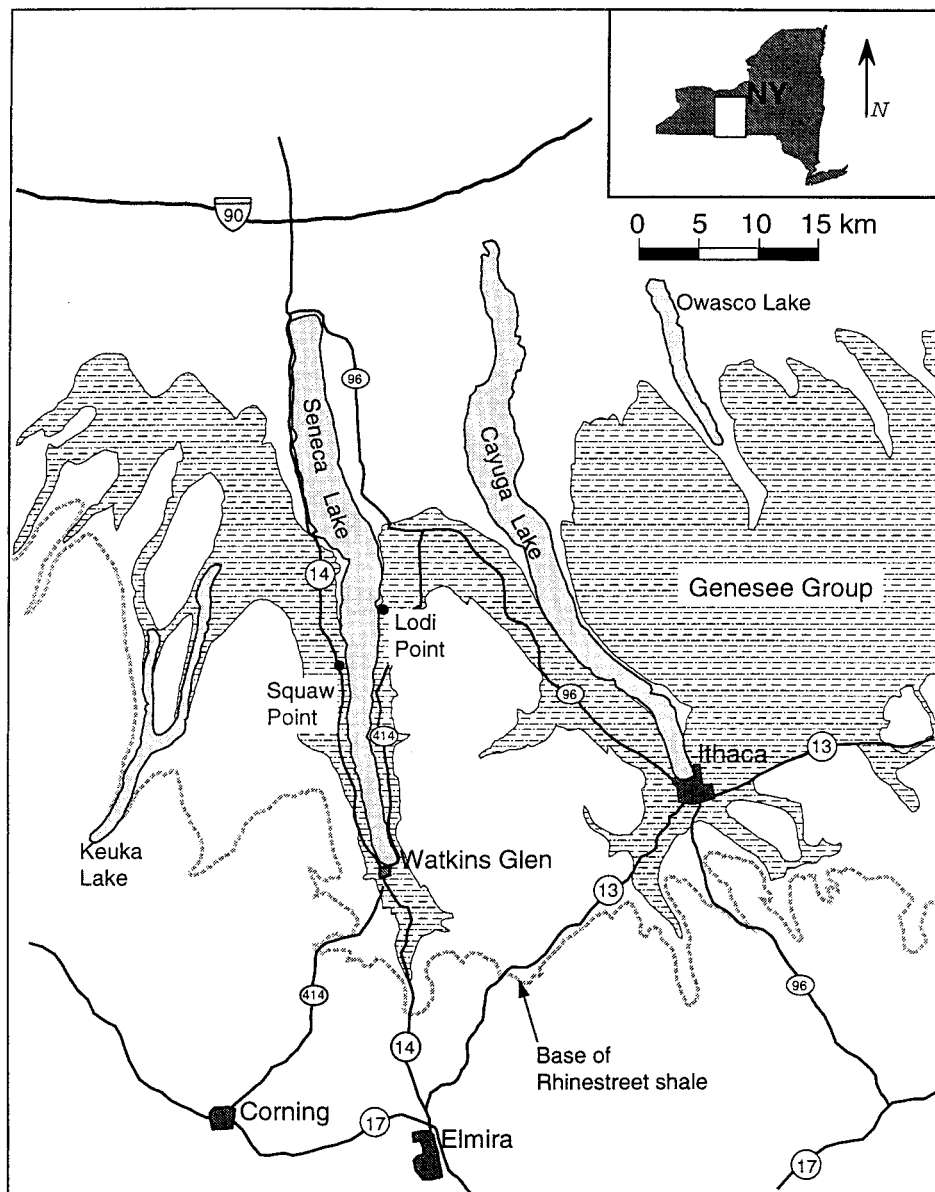 NY
N
90
0 5 10 15 km
Owasco Lake
96
Seneca
Lake
Cayuga
Lake
14
Genesee Group
Lodi
Point
Squaw
Point
96
414
Ithaca
13
Keuka
Lake
Watkins Glen
13
414
96
14
Base of
Rhinestreet shale
Corning
17
Elmira
17